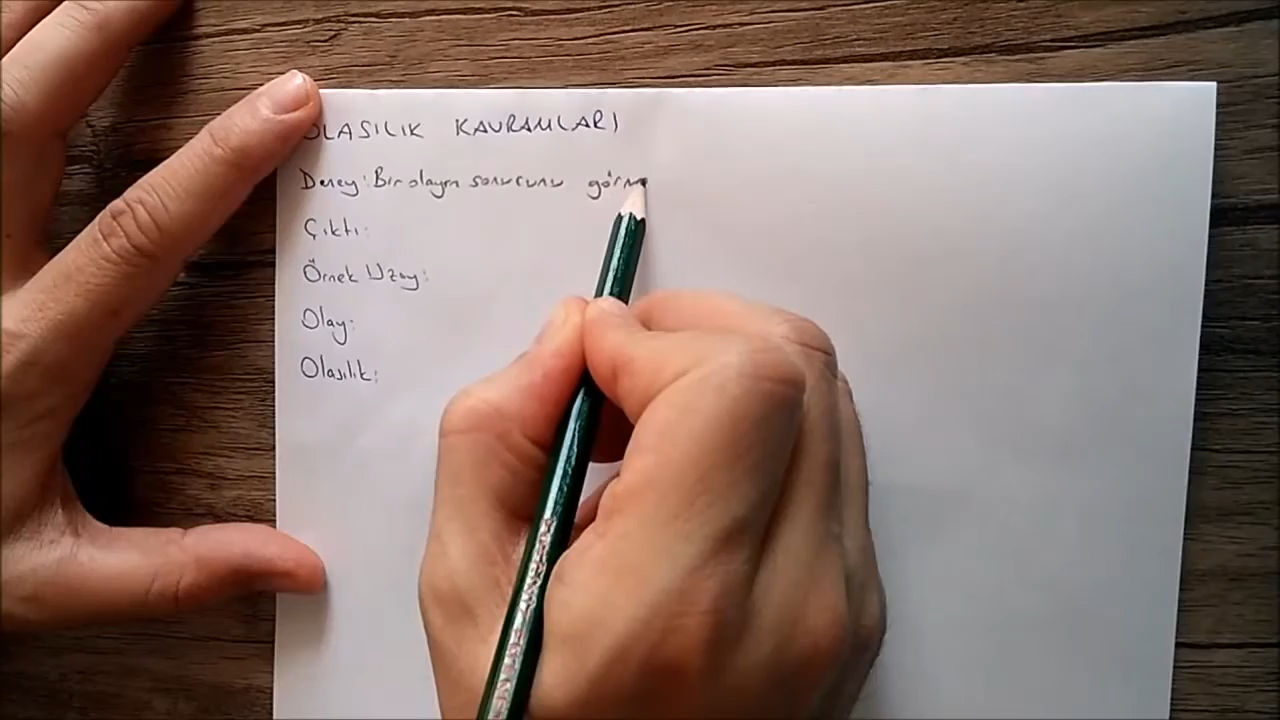 OLASILIK KAVRAMLARI
Deney: Bir olayın sonucunu görm
Çıktı:
Örnek Uzay:
Olay:
Olasılık: